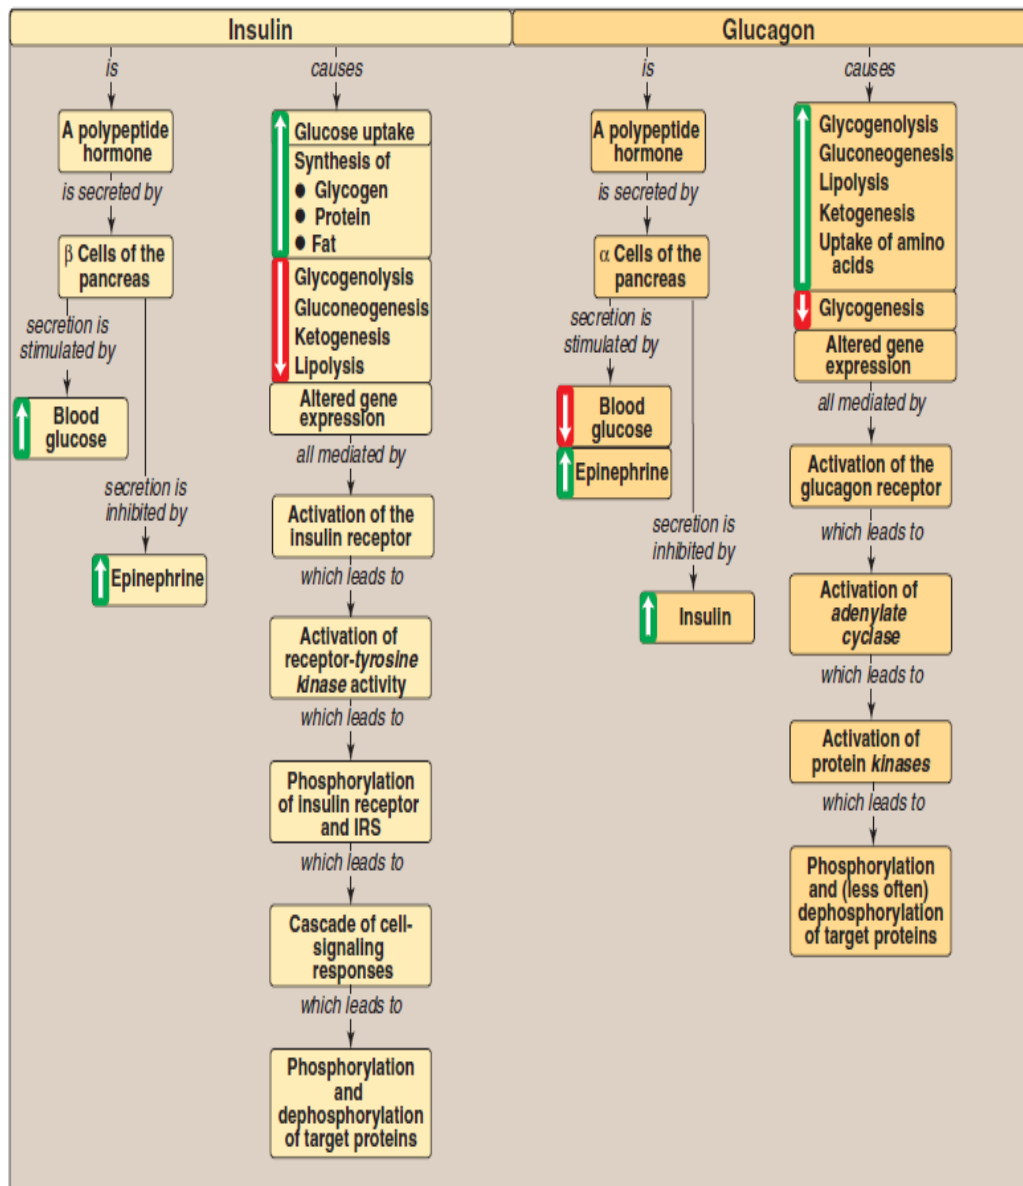 Insulin
is
A polypeptide
hormone
is secreted by
β Cells of the
pancreas
secretion is
stimulated by
Blood
glucose
secretion is
inhibited by
Epinephrine
causes
Glucose uptake
Synthesis of
● Glycogen
● Protein
● Fat
Glycogenolysis
Gluconeogenesis
Ketogenesis
Lipolysis
Altered gene
expression
all mediated by
Activation of the
insulin receptor
which leads to
Activation of
receptor-tyrosine
kinase activity
which leads to
Phosphorylation
of insulin receptor
and IRS
which leads to
Cascade of cell-
signaling
responses
which leads to
Phosphorylation
and
dephosphorylation
of target proteins
Glucagon
is
A polypeptide
hormone
is secreted by
α Cells of the
pancreas
secretion is
stimulated by
Blood
glucose
Epinephrine
secretion is
inhibited by
Insulin
causes
Glycogenolysis
Gluconeogenesis
Lipolysis
Ketogenesis
Uptake of amino
acids
Glycogenesis
Altered gene
expression
all mediated by
Activation of the
glucagon receptor
which leads to
Activation of
adenylate
cyclase
which leads to
Activation of
protein kinases
which leads to
Phosphorylation
and (less often)
dephosphorylation
of target proteins